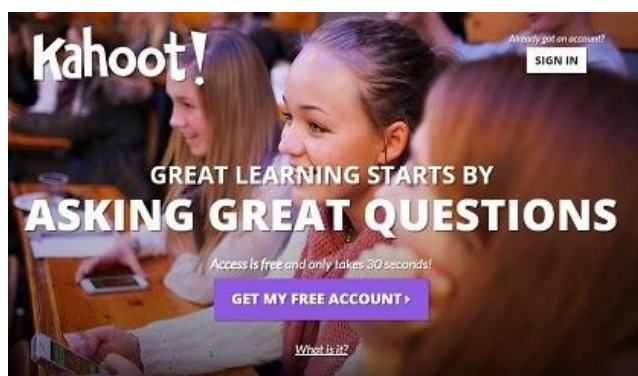 Kahoot!
Already got an account?
SIGN IN
GREAT LEARNING STARTS BY
ASKING GREAT QUESTIONS
Access is free and only takes 30 seconds!
GET MY FREE ACCOUNT ›
What is it?